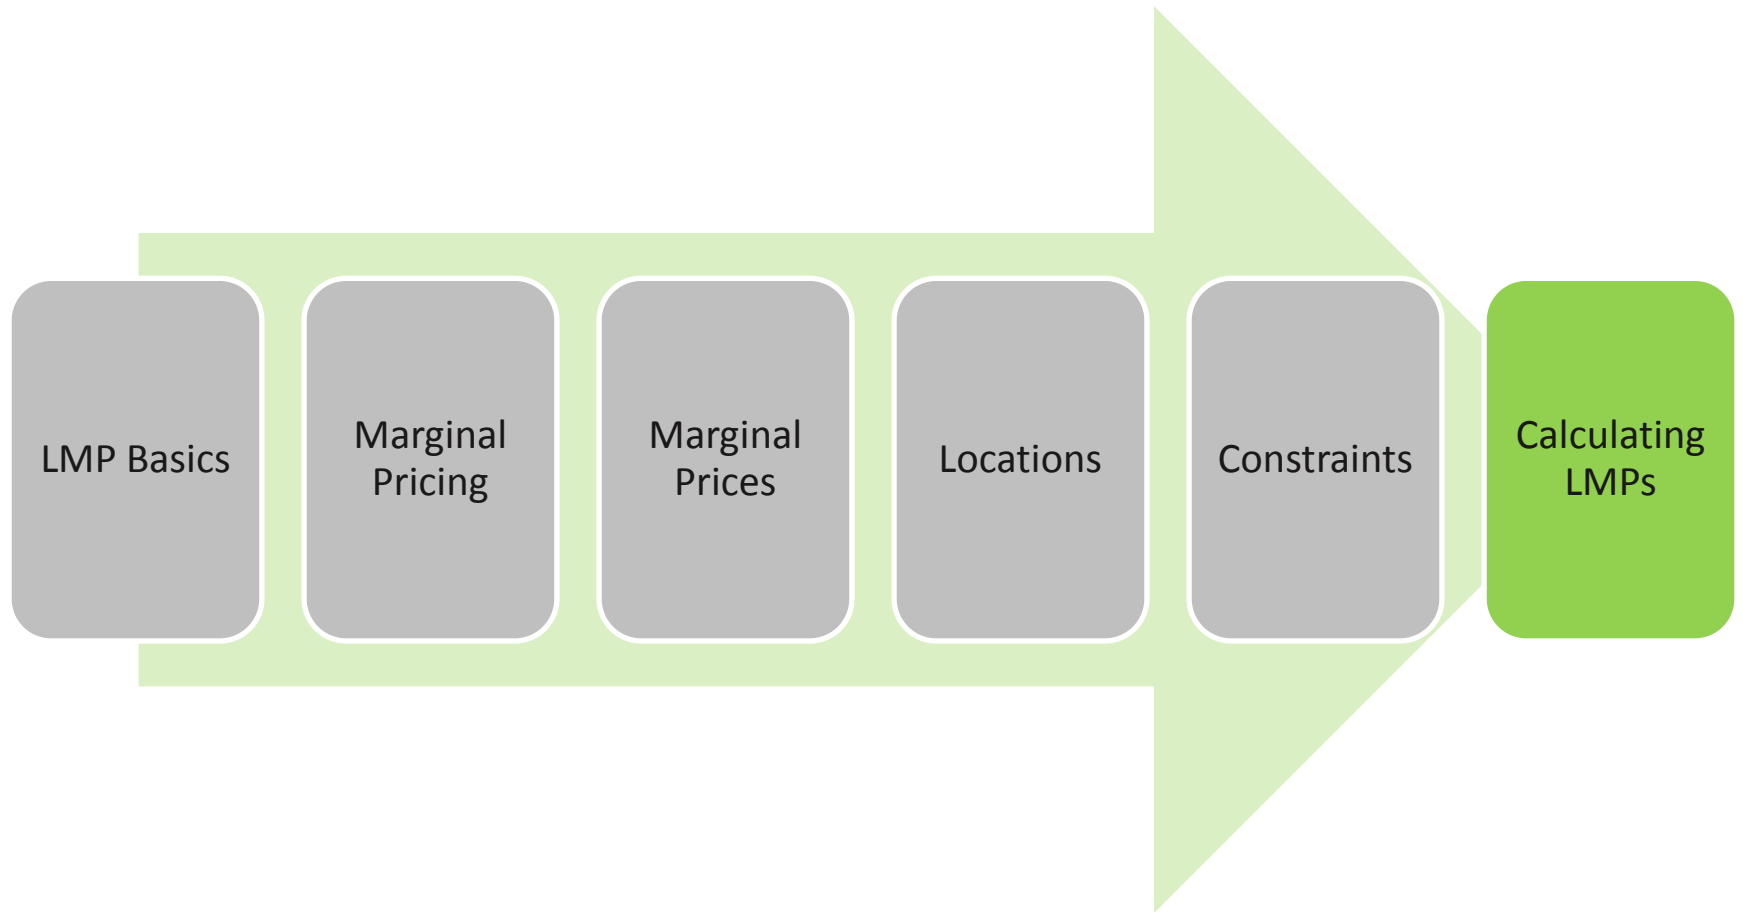 LMP Basics
Marginal
Pricing
Marginal
Prices
Locations
Constraints
Calculating
LMPs